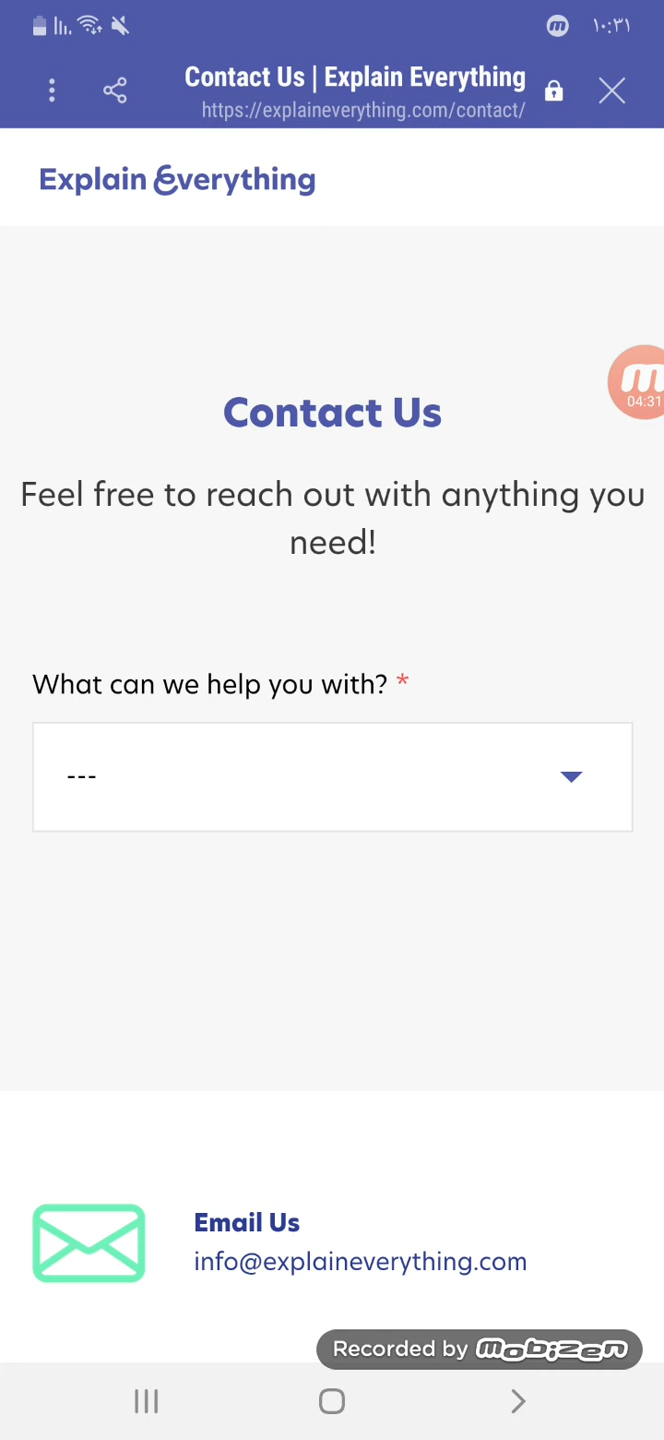 ١٠:٣١
Contact Us | Explain Everything
https://explaineverything.com/contact/
Explain Everything
m
04:31
Contact Us
Feel free to reach out with anything you
need!
What can we help you with? *
---
Email Us
info@explaineverything.com
Recorded by mobizen